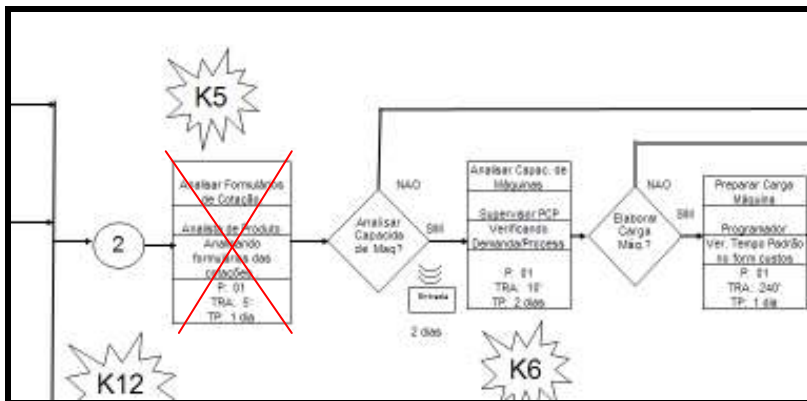 K5
Analisar Formulários
de Cotação
Analista de Produto
Analisando
formulários das
cotações
P: 01
TRA: 5'
TP: 1 dia
2
K12
NAO
Analisar
Capacida
de Maq?
SIM
Entrada
2 dias
Analisar Capac. de
Máquinas
Supervisor PCP
Verificando
Demanda/Process
P: 01
TRA: 10'
TP: 2 dias
K6
NAO
Elaborar
Carga
Máq.?
SIM
Preparar Carga
Máquina
Programador
Ver. Tempo Padrão
no form custos
P: 01
TRA: 240'
TP: 1 dia